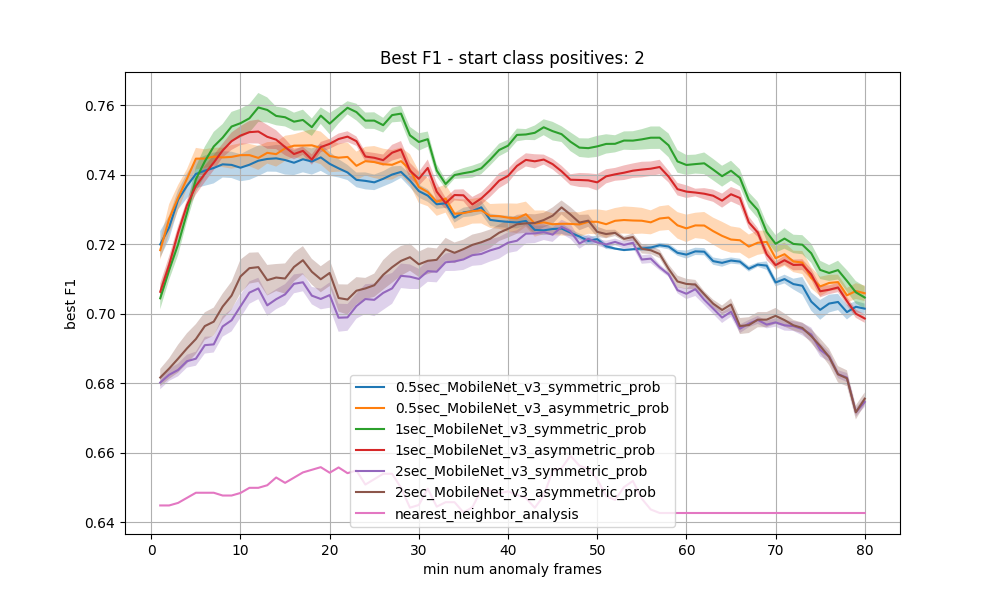 Best F1 - start class positives: 2
best F1
0.76
0.74
0.72
0.70
0.68
0.66
0.64
0.5sec_MobileNet_v3_symmetric_prob
0.5sec_MobileNet_v3_asymmetric_prob
1sec_MobileNet_v3_symmetric_prob
1sec_MobileNet_v3_asymmetric_prob
2sec_MobileNet_v3_symmetric_prob
2sec_MobileNet_v3_asymmetric_prob
nearest_neighbor_analysis
0 10 20 30 40 50 60 70 80
min num anomaly frames